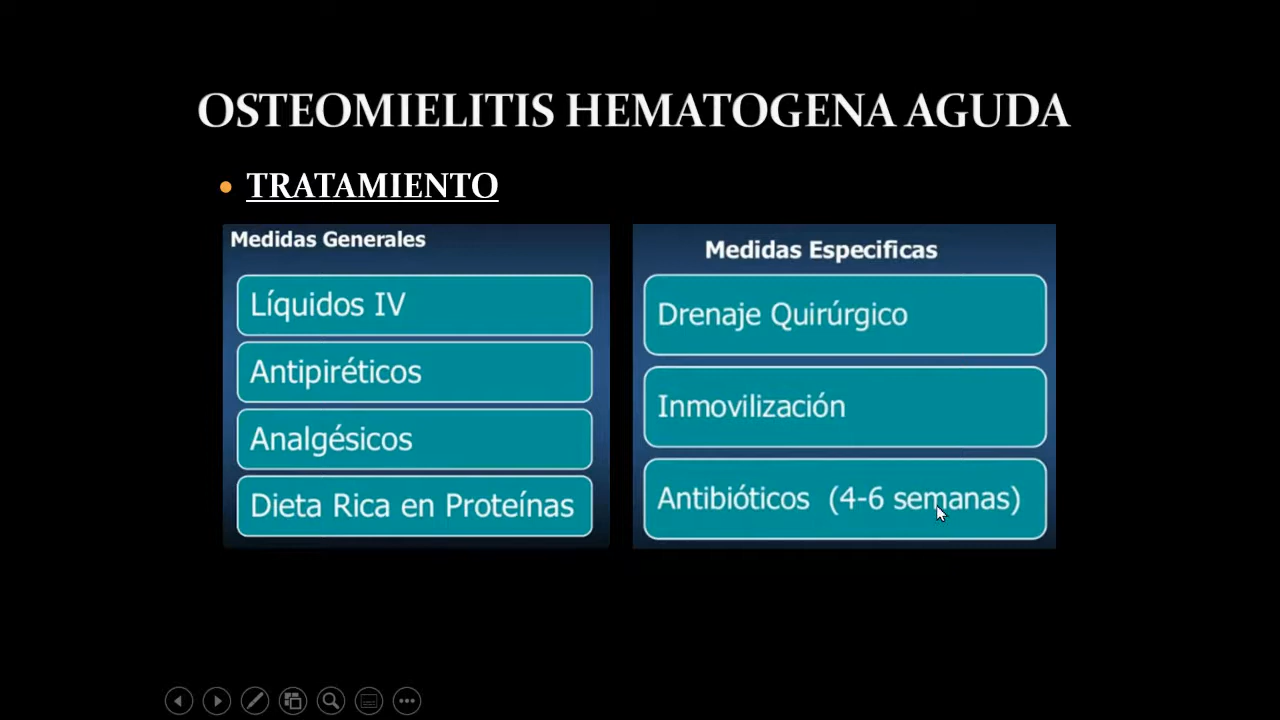 OSTEOMIELITIS HEMATOGENA AGUDA
TRATAMIENTO
Medidas Generales
Líquidos IV
Antipiréticos
Analgésicos
Dieta Rica en Proteínas
Medidas Especificas
Drenaje Quirúrgico
Inmovilización
Antibióticos (4-6 semanas)